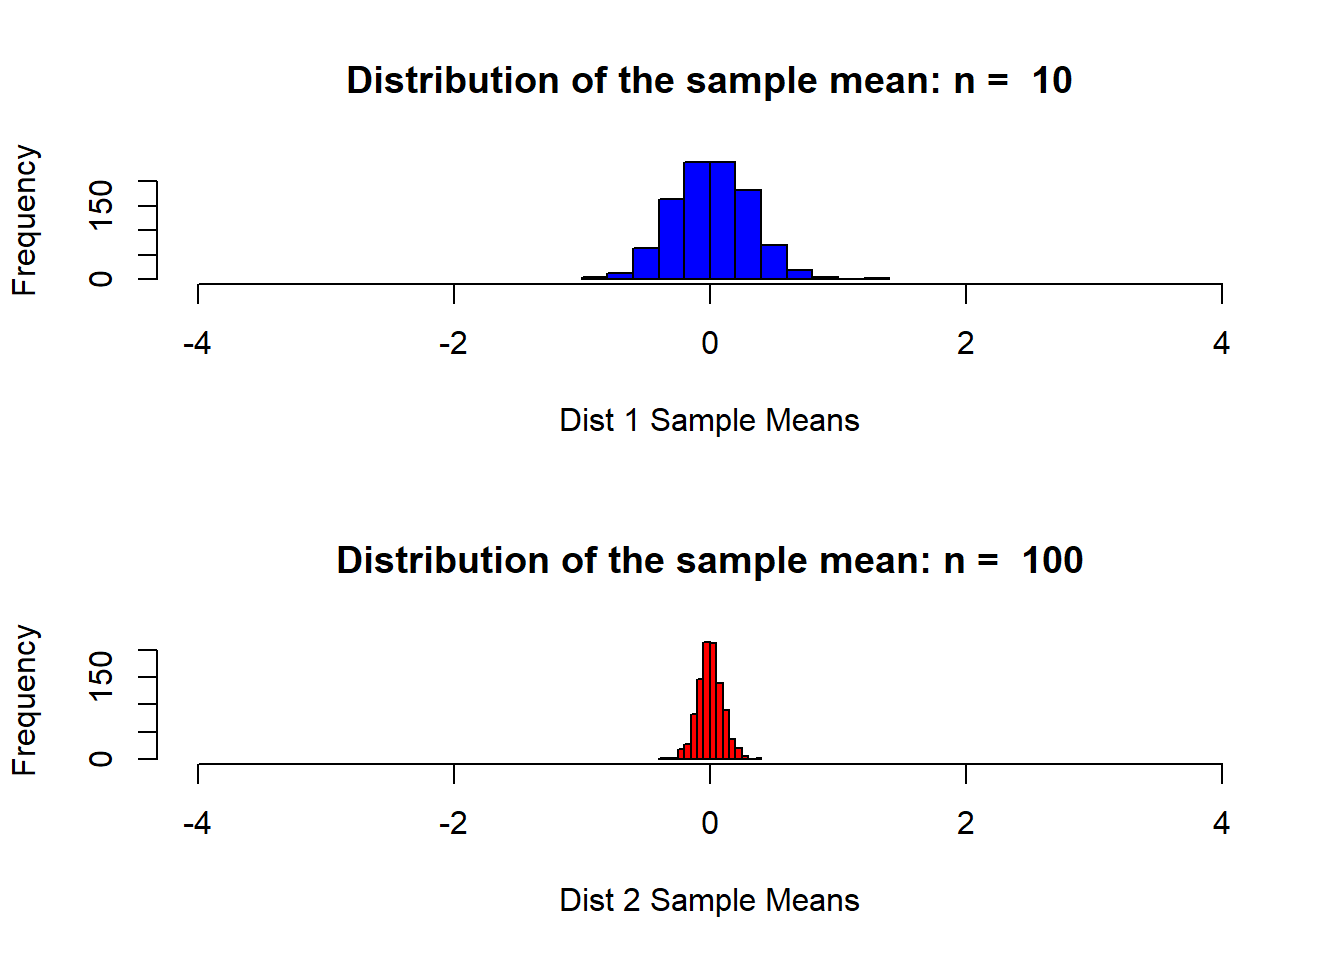 Distribution of the sample mean: n =  10
Frequency
150
0
-4 -2 0 2 4
Dist 1 Sample Means
Distribution of the sample mean: n =  100
Frequency
150
0
-4 -2 0 2 4
Dist 2 Sample Means